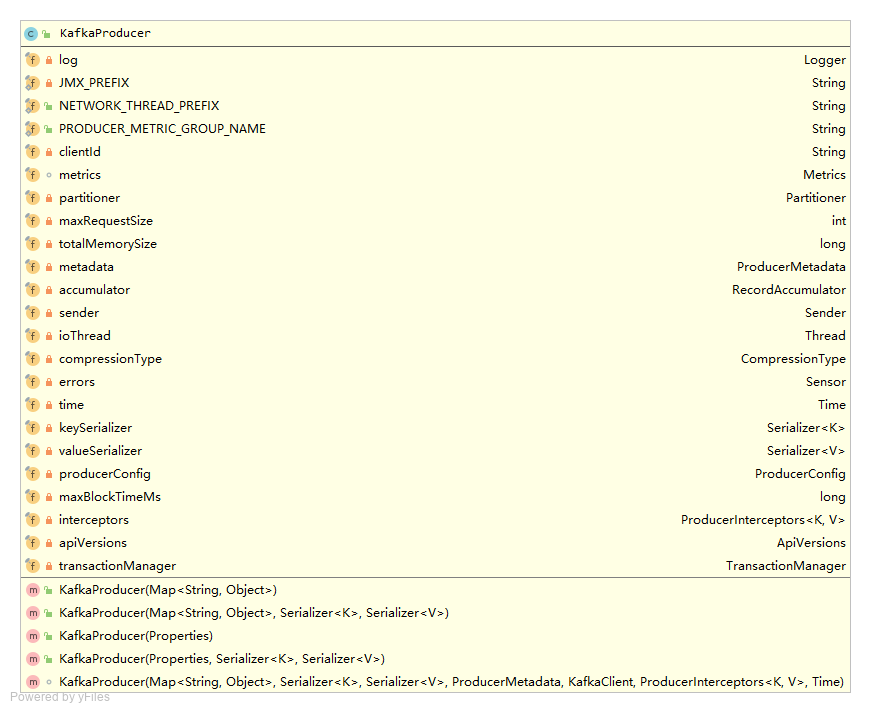 KafkaProducer
log Logger
JMX_PREFIX String
NETWORK_THREAD_PREFIX String
PRODUCER_METRIC_GROUP_NAME String
clientId String
metrics Metrics
partitioner Partitioner
maxRequestSize int
totalMemorySize long
metadata ProducerMetadata
accumulator RecordAccumulator
sender Sender
ioThread Thread
compressionType CompressionType
errors Sensor
time Time
keySerializer Serializer<K>
valueSerializer Serializer<V>
producerConfig ProducerConfig
maxBlockTimeMs long
interceptors ProducerInterceptors<K, V>
apiVersions ApiVersions
transactionManager TransactionManager
KafkaProducer(Map<String, Object>)
KafkaProducer(Map<String, Object>, Serializer<K>, Serializer<V>)
KafkaProducer(Properties)
KafkaProducer(Properties, Serializer<K>, Serializer<V>)
KafkaProducer(Map<String, Object>, Serializer<K>, Serializer<V>, ProducerMetadata, KafkaClient, ProducerInterceptors<K, V>, Time)
Powered by yFiles